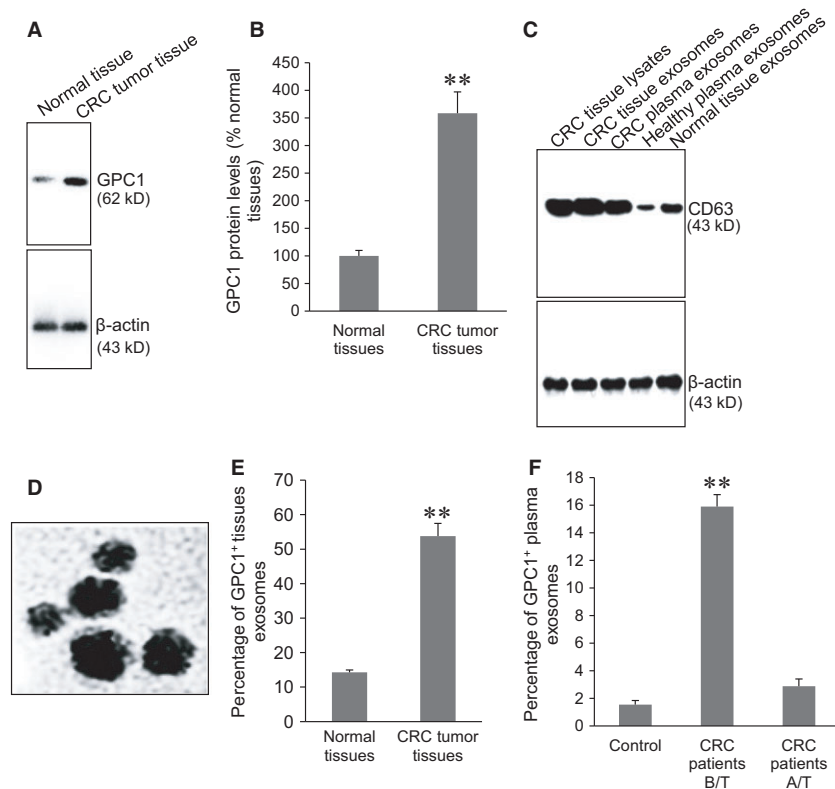 A
Normal tissue
CRC tumor tissue
GPC1
(62 kD)
β-actin
(43 kD)
B
GPC1 protein levels (% normal
tissues)
450
400
350
300
250
200
150
100
50
0
**
Normal
tissues
CRC tumor
tissues
C
CRC tissue lysates
CRC tissue exosomes
CRC plasma exosomes
Healthy plasma exosomes
Normal tissue exosomes
CD63
(43 kD)
β-actin
(43 kD)
D
E
Percentage of GPC1⁺ tissues
exosomes
70
60
50
40
30
20
10
0
**
Normal
tissues
CRC tumor
tissues
F
Percentage of GPC1⁺ plasma
exosomes
18
16
14
12
10
8
6
4
2
0
**
Control
CRC
patients
B/T
CRC
patients
A/T